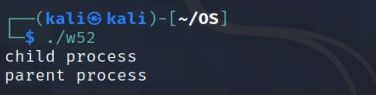 ┌──(kali㉿kali)-[~/OS]
└─$ ./w52
child process
parent process